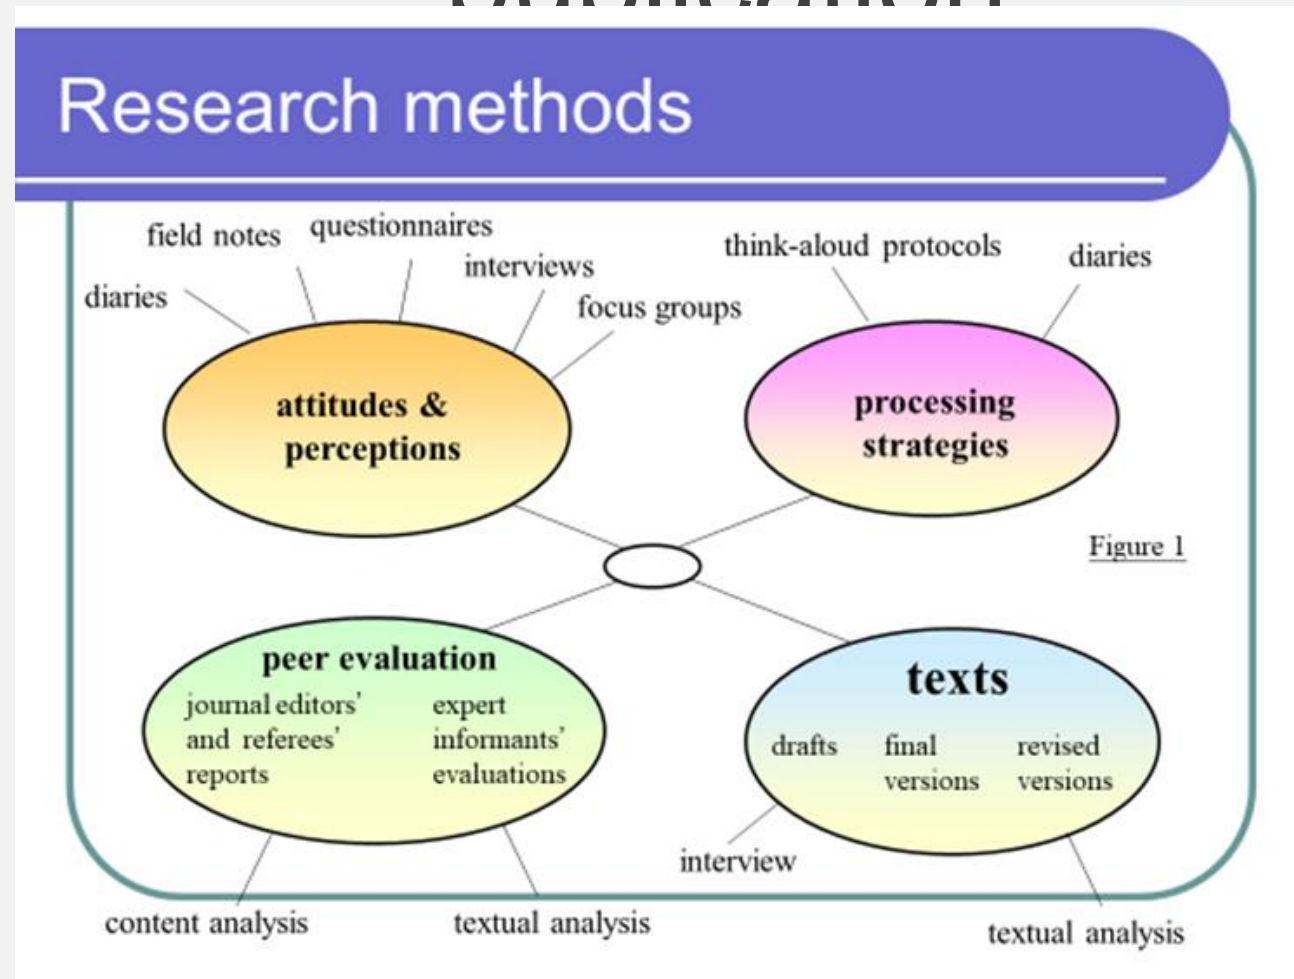 Research methods
field notes
questionnaires
interviews
diaries
focus groups
think-aloud protocols
diaries
attitudes &
perceptions
processing
strategies
Figure 1
peer evaluation
journal editors'
and referees'
reports
expert
informants'
evaluations
texts
drafts
final
versions
revised
versions
interview
content analysis
textual analysis
textual analysis